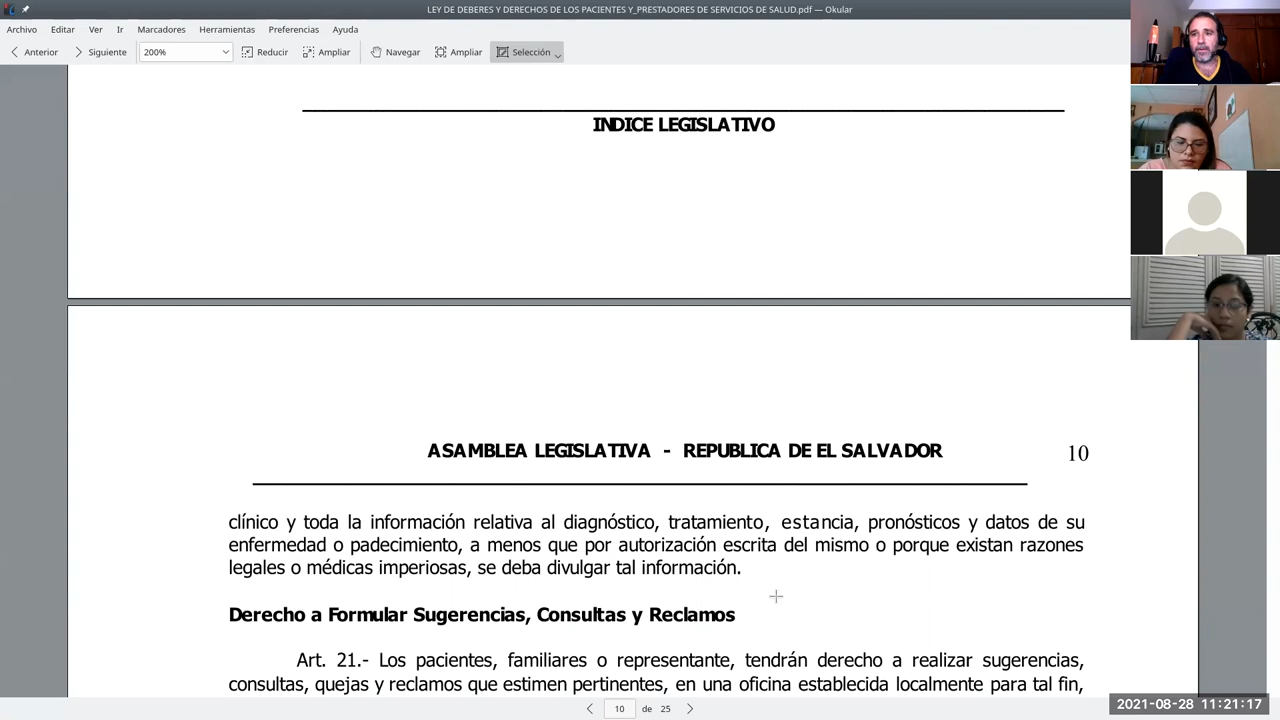 LEY DE DEBERES Y DERECHOS DE LOS PACIENTES Y_PRESTADORES DE SERVICIOS DE SALUD.pdf — Okular
Archivo Editar Ver Ir Marcadores Herramientas Preferencias Ayuda
Anterior Siguiente 200% Reducir Ampliar Navegar Ampliar Selección
INDICE LEGISLATIVO
ASAMBLEA LEGISLATIVA - REPUBLICA DE EL SALVADOR 10
clínico y toda la información relativa al diagnóstico, tratamiento, estancia, pronósticos y datos de su
enfermedad o padecimiento, a menos que por autorización escrita del mismo o porque existan razones
legales o médicas imperiosas, se deba divulgar tal información.
Derecho a Formular Sugerencias, Consultas y Reclamos
Art. 21.- Los pacientes, familiares o representante, tendrán derecho a realizar sugerencias,
consultas, quejas y reclamos que estimen pertinentes, en una oficina establecida localmente para tal fin,
10 de 25
2021-08-28 11:21:17